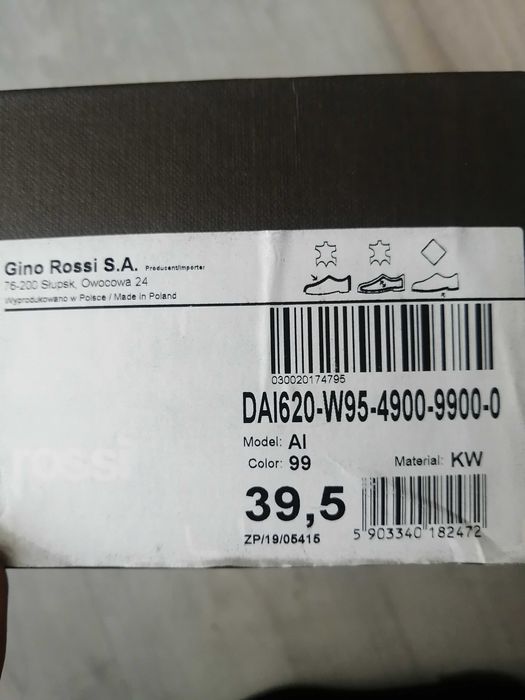 Gino Rossi S.A. Producent/Importer
76-200 Słupsk, Owocowa 24
Wyprodukowano w Polsce / Made in Poland
030020174795
DAI620-W95-4900-9900-0
Model: AI
Color: 99 Material: KW
rossi
39,5
ZP/19/05415
5 903340 182472